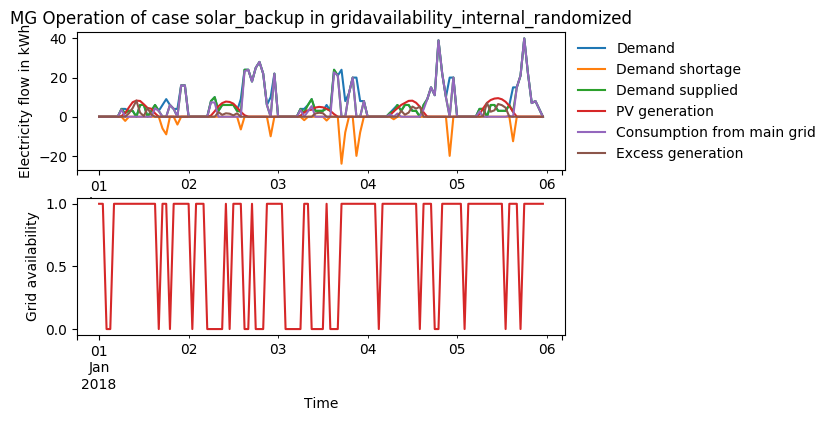 MG Operation of case solar_backup in gridavailability_internal_randomized
Electricity flow in kWh
40
20
0
−20
01
02
03
04
05
06
Demand
Demand shortage
Demand supplied
PV generation
Consumption from main grid
Excess generation
Grid availability
1.0
0.5
0.0
01
Jan
2018
02
03
04
05
06
Time